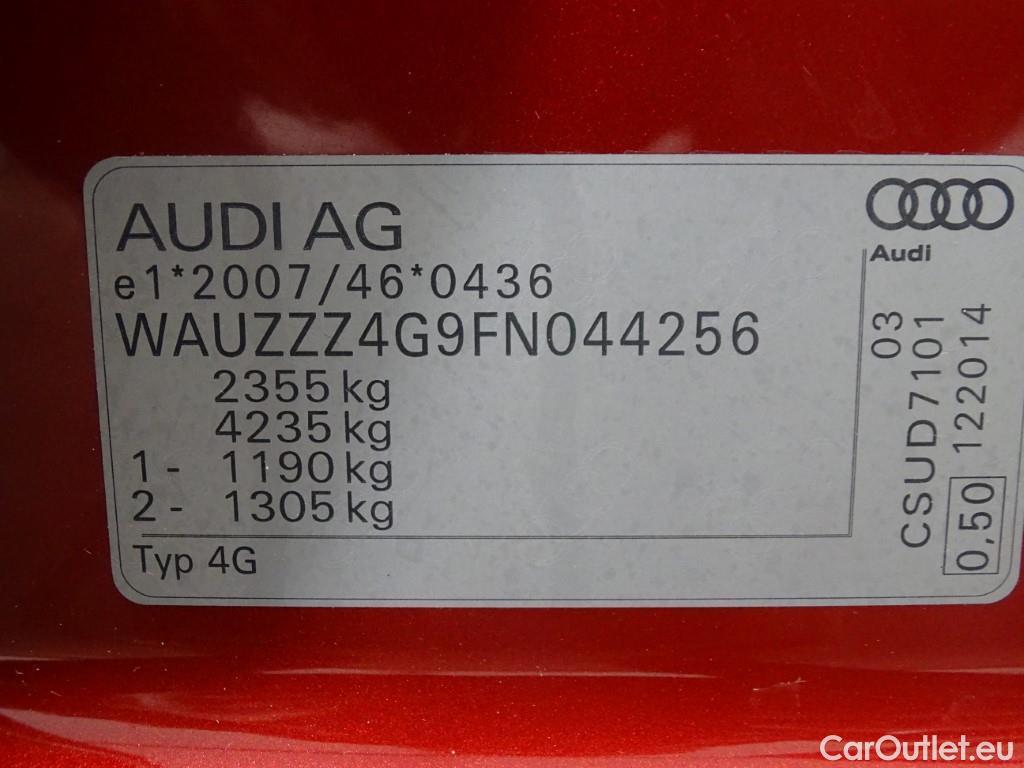 AUDI AG
e1*2007/46*0436
WAUZZZ4G9FN044256
2355 kg
4235 kg
1 - 1190 kg
2 - 1305 kg
Typ 4G
Audi
03
CSUD7101
122014
0,50
CarOutlet.eu